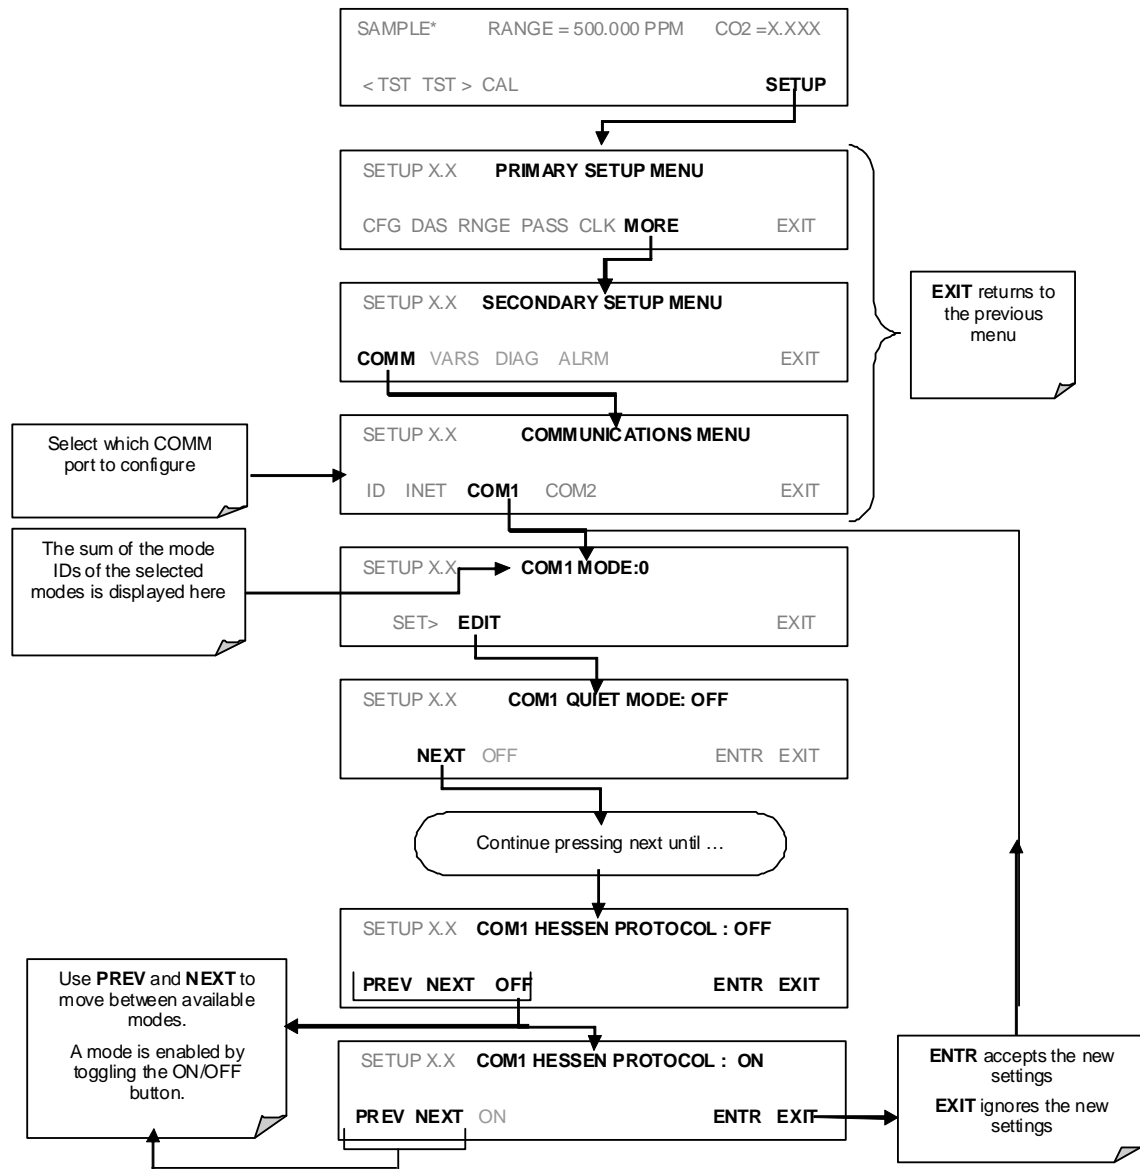 SAMPLE* RANGE = 500.000 PPM CO2 =X.XXX
< TST TST > CAL SETUP
SETUP X.X PRIMARY SETUP MENU
CFG DAS RNGE PASS CLK MORE EXIT
SETUP X.X SECONDARY SETUP MENU
COMM VARS DIAG ALRM EXIT
EXIT returns to
the previous
menu
SETUP X.X COMMUNICATIONS MENU
ID INET COM1 COM2 EXIT
Select which COMM
port to configure
The sum of the mode
IDs of the selected
modes is displayed here
SETUP X.X COM1 MODE:0
SET> EDIT EXIT
SETUP X.X COM1 QUIET MODE: OFF
NEXT OFF ENTR EXIT
Continue pressing next until …
SETUP X.X COM1 HESSEN PROTOCOL : OFF
PREV NEXT OFF ENTR EXIT
Use PREV and NEXT to
move between available
modes.
A mode is enabled by
toggling the ON/OFF
button.
SETUP X.X COM1 HESSEN PROTOCOL : ON
PREV NEXT ON ENTR EXIT
ENTR accepts the new
settings
EXIT ignores the new
settings